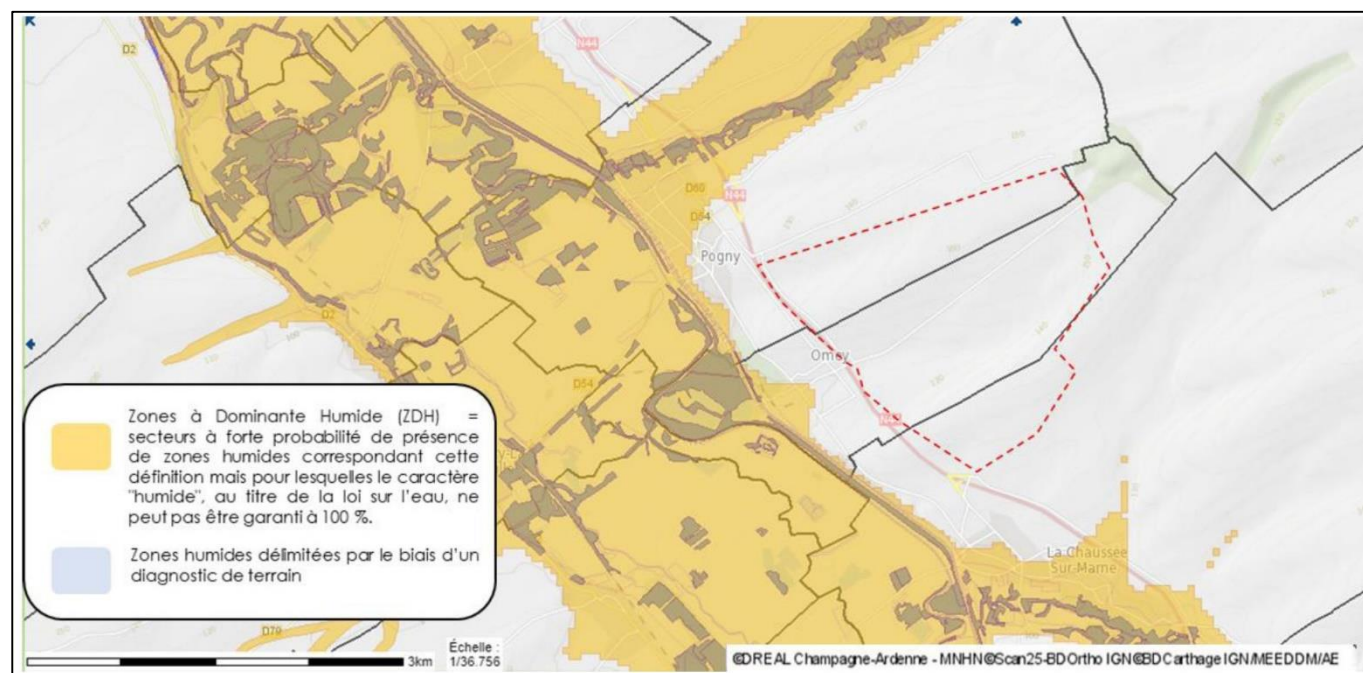 N44
D2
D60
N44
D54
Pogny
D2
Omey
D54
N44
Zones à Dominante Humide (ZDH) =
secteurs à forte probabilité de présence
de zones humides correspondant cette
définition mais pour lesquelles le caractère
"humide", au titre de la loi sur l'eau, ne
peut pas être garanti à 100 %.
Zones humides délimitées par le biais d'un
diagnostic de terrain
La Chaussée
Sur-Marne
D79
3km
Échelle :
1/36.756
©DREAL Champagne-Ardenne - MNHN©Scan25-BDOrtho IGN©BDCarthage IGN/MEEDDM/AE